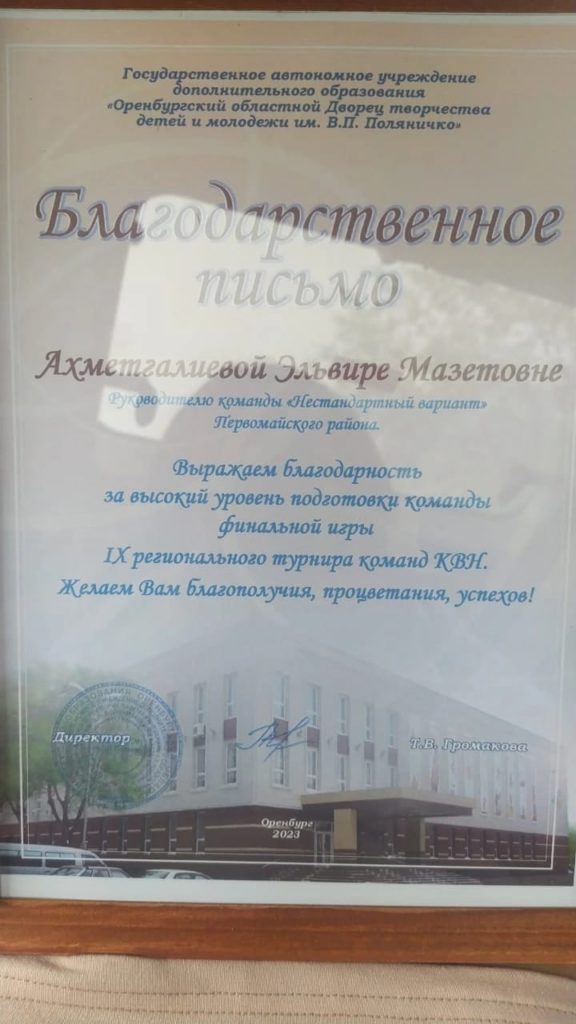 Государственное автономное учреждение
дополнительного образования
«Оренбургский областной Дворец творчества
детей и молодежи им. В.П. Поляничко»
Благодарственное
письмо
Ахметгалиевой Эльвире Мазетовне
Руководителю команды «Нестандартный вариант»
Первомайского района.
Выражаем благодарность
за высокий уровень подготовки команды
финальной игры
IX регионального турнира команд КВН.
Желаем Вам благополучия, процветания, успехов!
Директор
Т.В. Громакова
Оренбург
2023